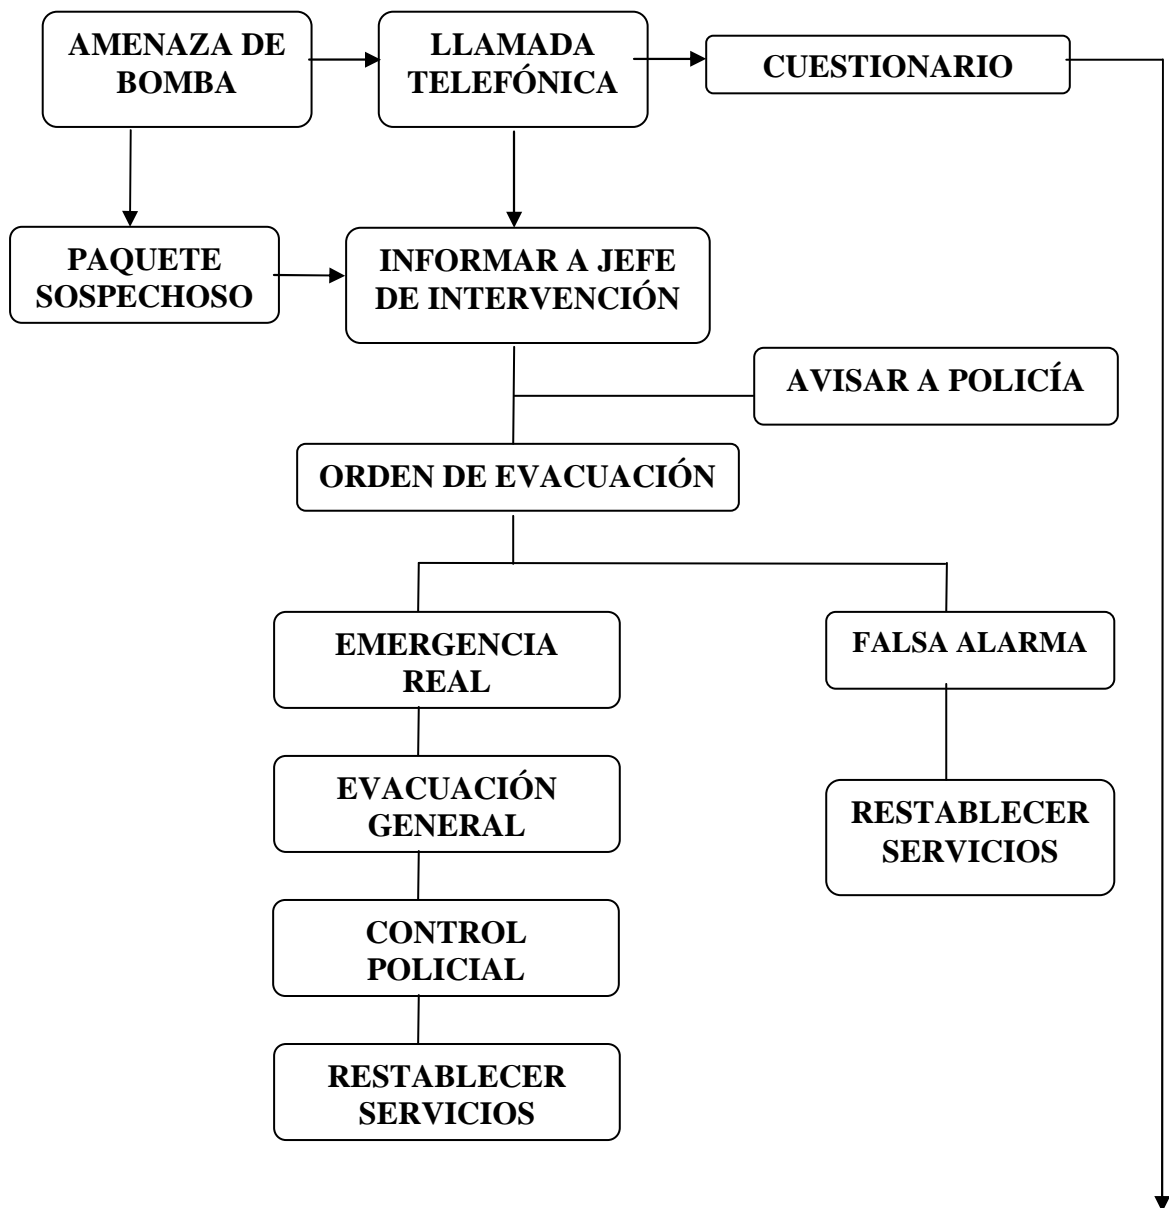 AMENAZA DE
BOMBA
LLAMADA
TELEFÓNICA
CUESTIONARIO
PAQUETE
SOSPECHOSO
INFORMAR A JEFE
DE INTERVENCIÓN
AVISAR A POLICÍA
ORDEN DE EVACUACIÓN
EMERGENCIA
REAL
FALSA ALARMA
EVACUACIÓN
GENERAL
RESTABLECER
SERVICIOS
CONTROL
POLICIAL
RESTABLECER
SERVICIOS